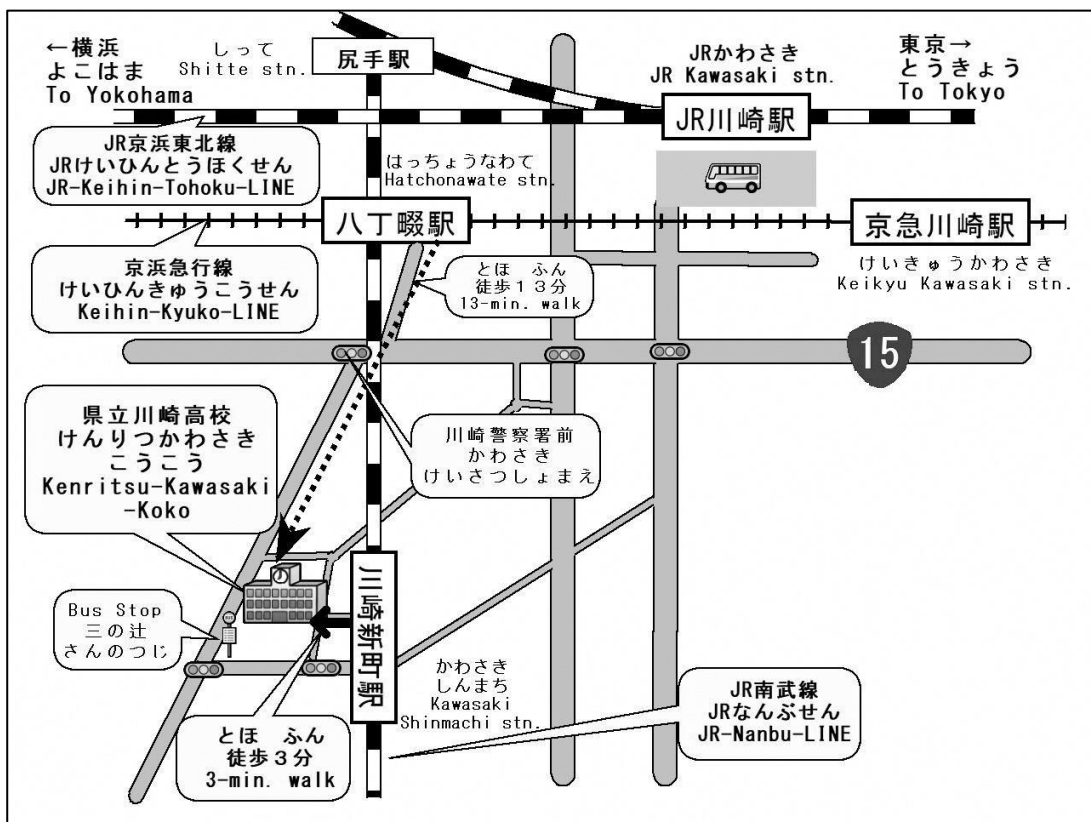 ←横浜
よこはま
To Yokohama
しって
Shitte stn.
尻手駅
JRかわさき
JR Kawasaki stn.
東京→
とうきょう
To Tokyo
JR川崎駅
JR京浜東北線
JRけいひんとうほくせん
JR-Keihin-Tohoku-LINE
はっちょうなわて
Hatchonawate stn.
八丁畷駅
京急川崎駅
けいきゅうかわさき
Keikyu Kawasaki stn.
京浜急行線
けいひんきゅうこうせん
Keihin-Kyuko-LINE
とほ ふん
徒歩13分
13-min. walk
15
県立川崎高校
けんりつかわさき
こうこう
Kenritsu-Kawasaki
-Koko
川崎警察署前
かわさき
けいさつしょまえ
Bus Stop
三の辻
さんのつじ
川崎新町駅
かわさき
しんまち
Kawasaki
Shinmachi stn.
とほ ふん
徒歩3分
3-min. walk
JR南武線
JRなんぶせん
JR-Nanbu-LINE